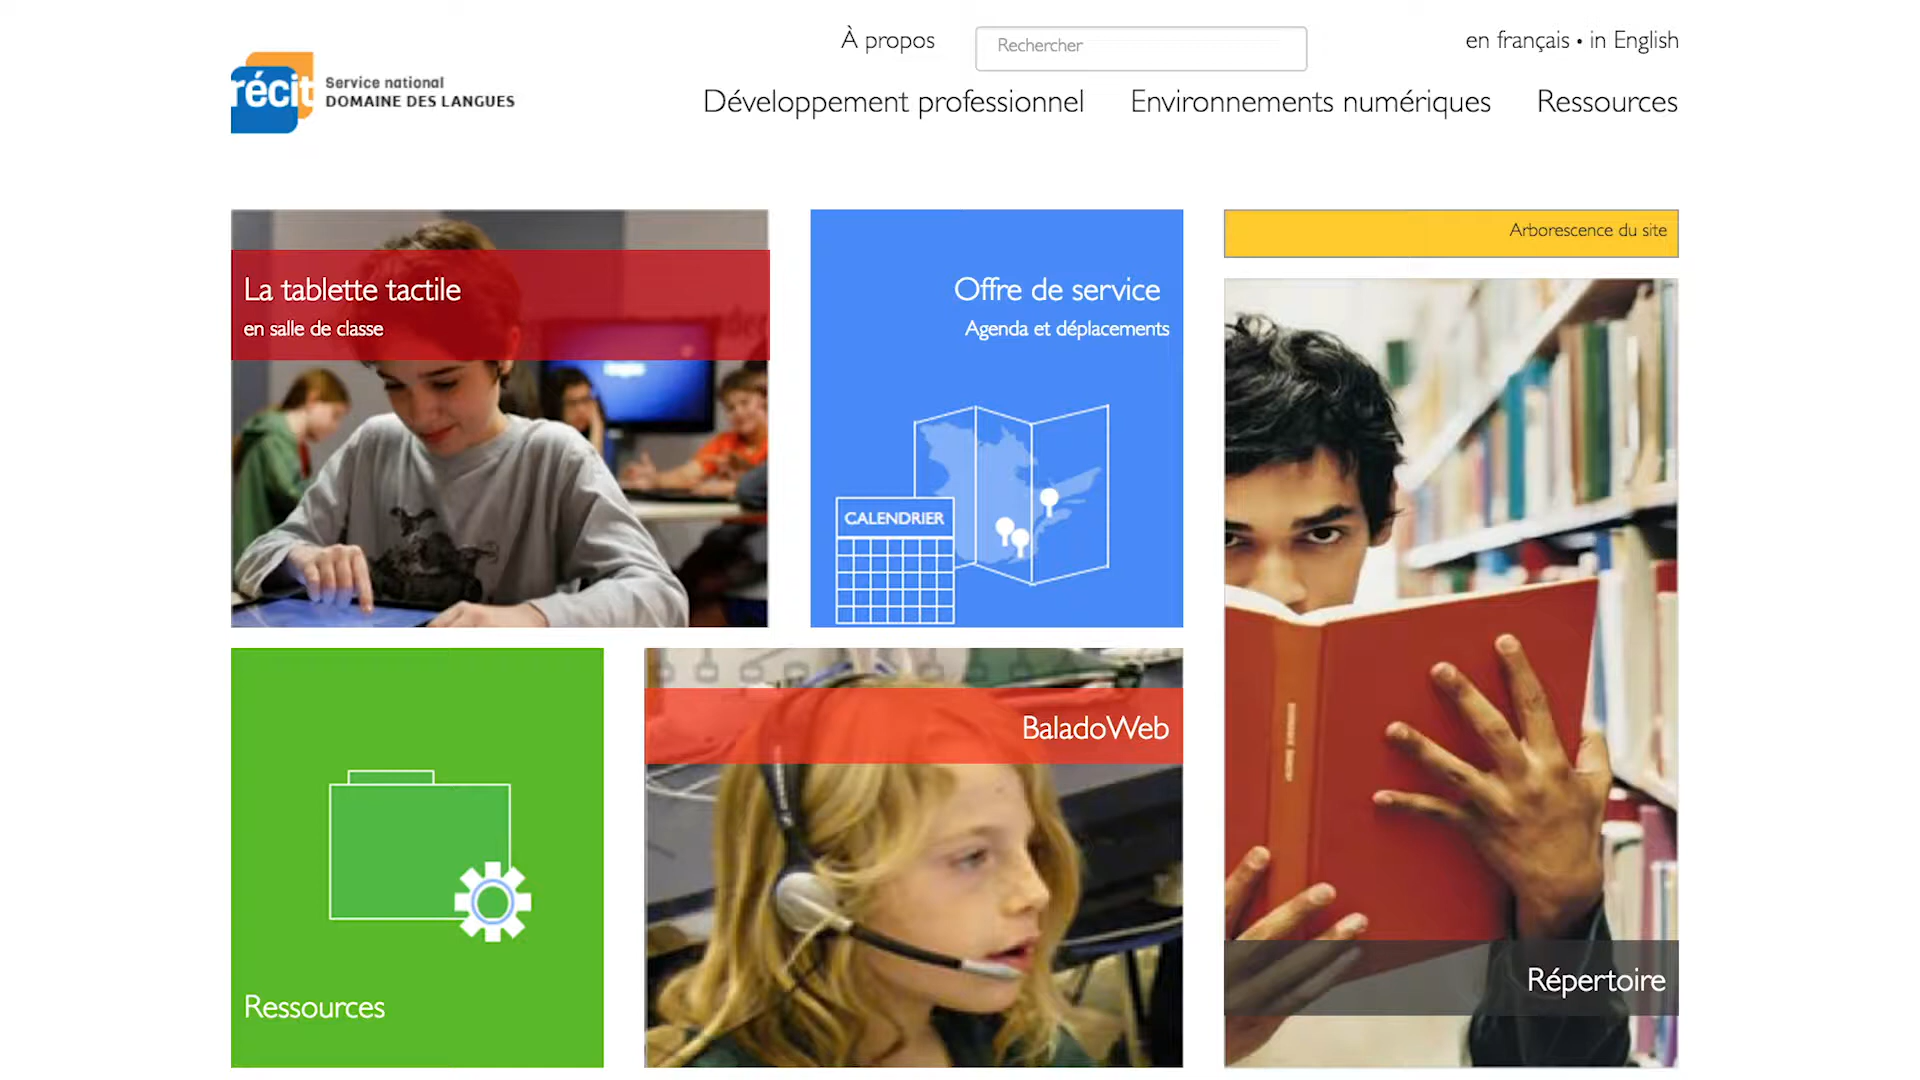 À propos
Rechercher
en français • in English
récit
Service national
DOMAINE DES LANGUES
Développement professionnel
Environnements numériques
Ressources
La tablette tactile
en salle de classe
Offre de service
Agenda et déplacements
CALENDRIER
Arborescence du site
Ressources
BaladoWeb
Répertoire